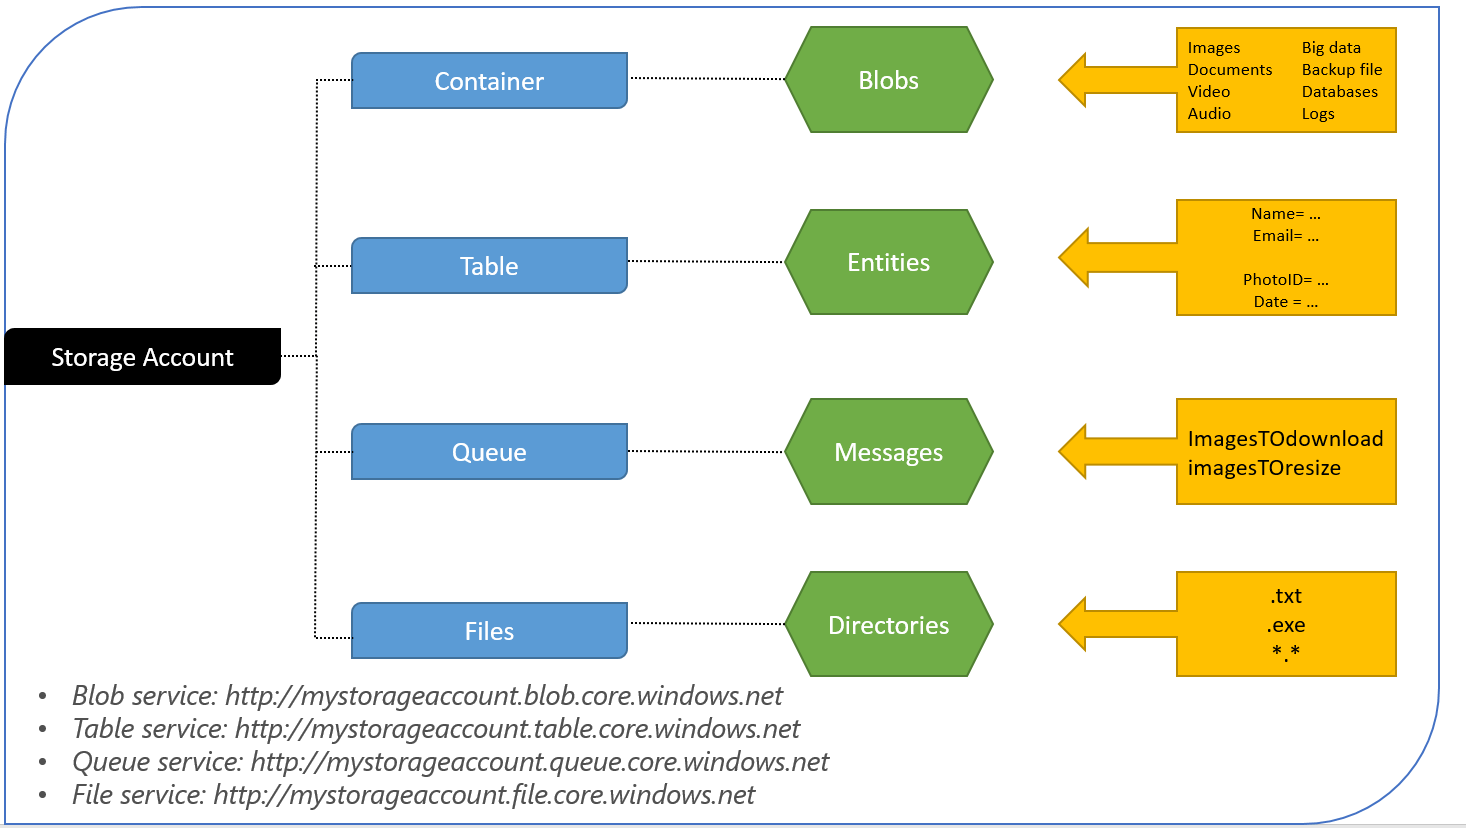 Container
Blobs
Images Big data
Documents Backup file
Video Databases
Audio Logs
Table
Entities
Name= ...
Email= ...
PhotoID= ...
Date = ...
Storage Account
Queue
Messages
ImagesTOdownload
imagesTOresize
Files
Directories
.txt
.exe
*.*
• Blob service: http://mystorageaccount.blob.core.windows.net
• Table service: http://mystorageaccount.table.core.windows.net
• Queue service: http://mystorageaccount.queue.core.windows.net
• File service: http://mystorageaccount.file.core.windows.net